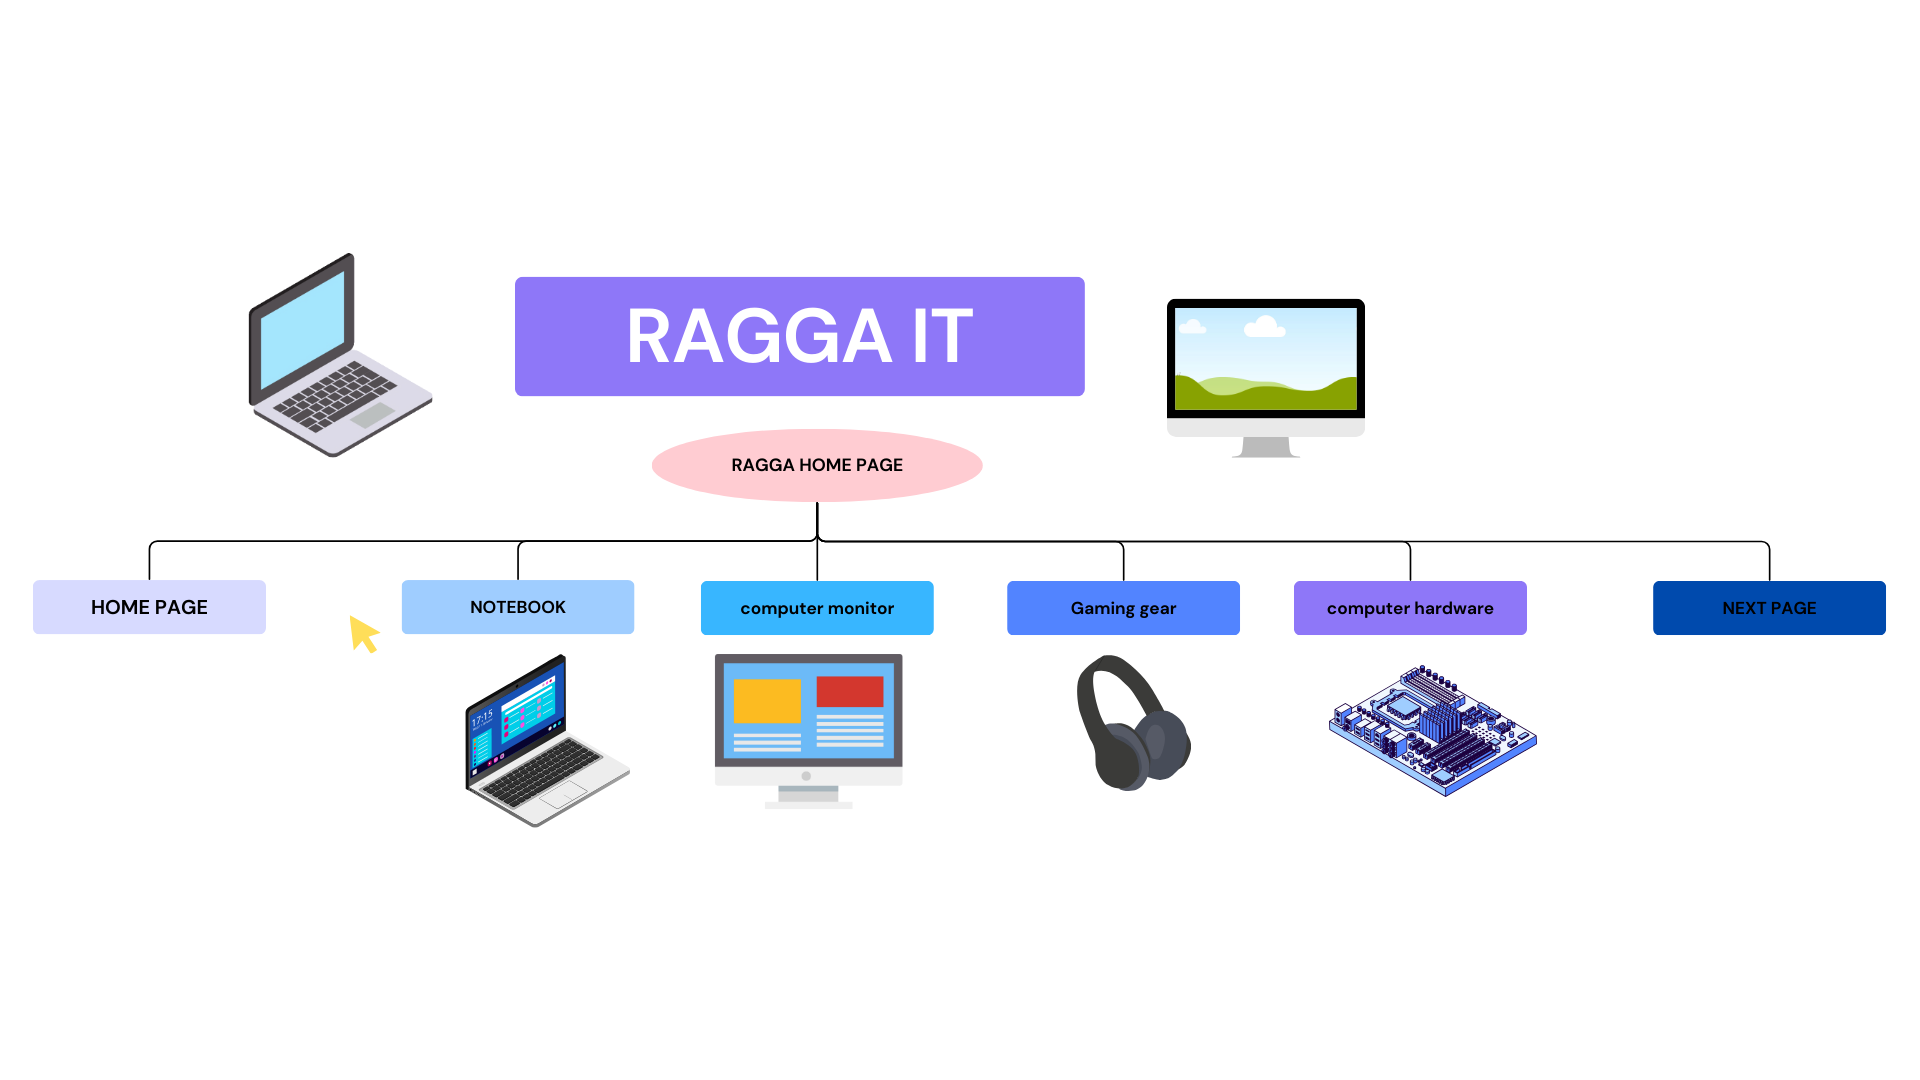 RAGGA IT
RAGGA HOME PAGE
HOME PAGE
NOTEBOOK
computer monitor
Gaming gear
computer hardware
NEXT PAGE
17:15